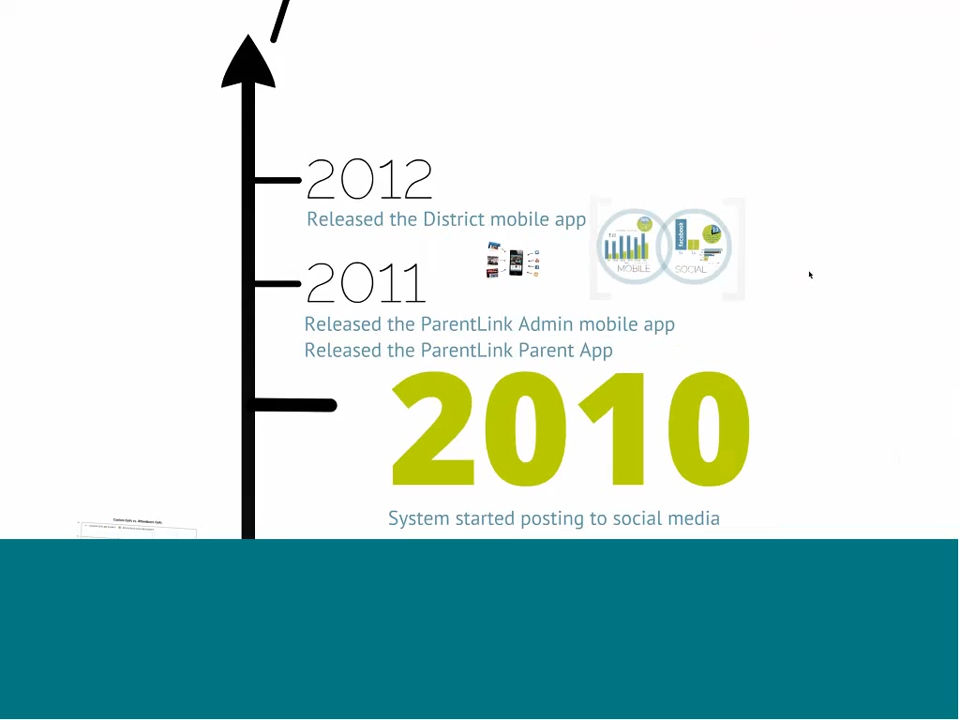 2012
Released the District mobile app
facebook
MOBILE
SOCIAL
2011
Released the ParentLink Admin mobile app
Released the ParentLink Parent App
2010
System started posting to social media